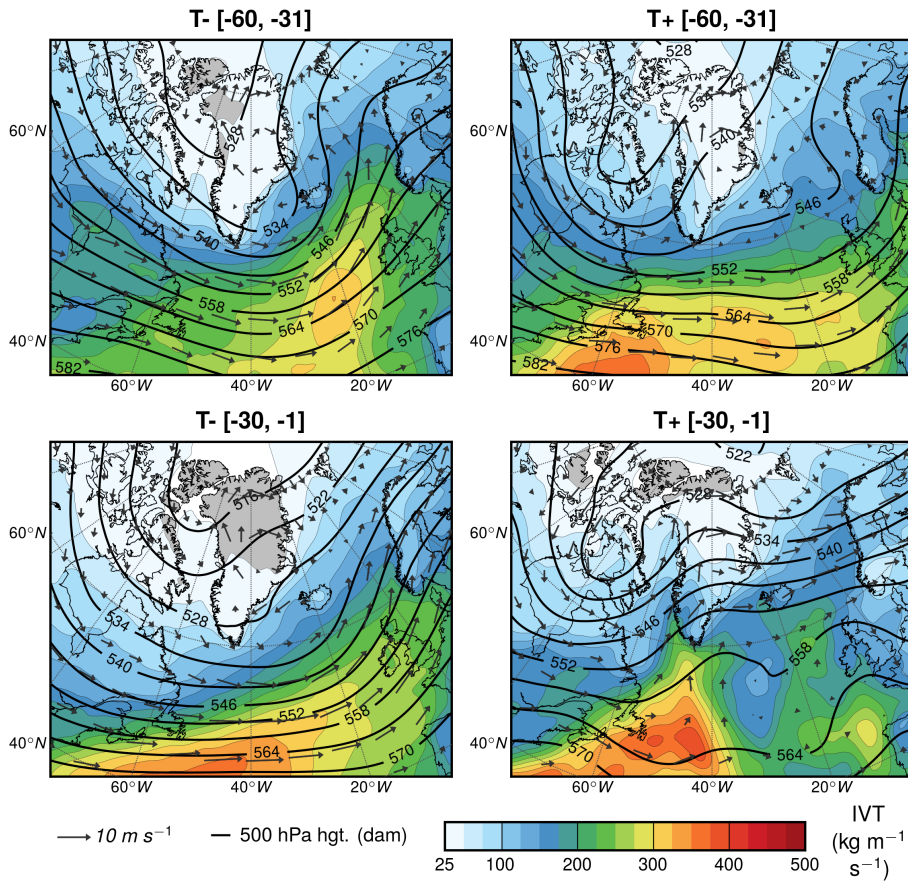 T- [-60, -31]
T+ [-60, -31]
528
528
534
540
60°N
534
540
546
546
546
552
552
558
558
564
564
570
570
576
576
40°N
582
582
60°W
40°W
20°W
60°W
40°W
20°W
T- [-30, -1]
T+ [-30, -1]
522
516
522
528
60°N
534
540
528
534
546
540
552
558
546
552
558
564
564
40°N
570
570
60°W
40°W
20°W
60°W
40°W
20°W
10 m s⁻¹
500 hPa hgt. (dam)
25 100 200 300 400 500
IVT
(kg m⁻¹
s⁻¹)